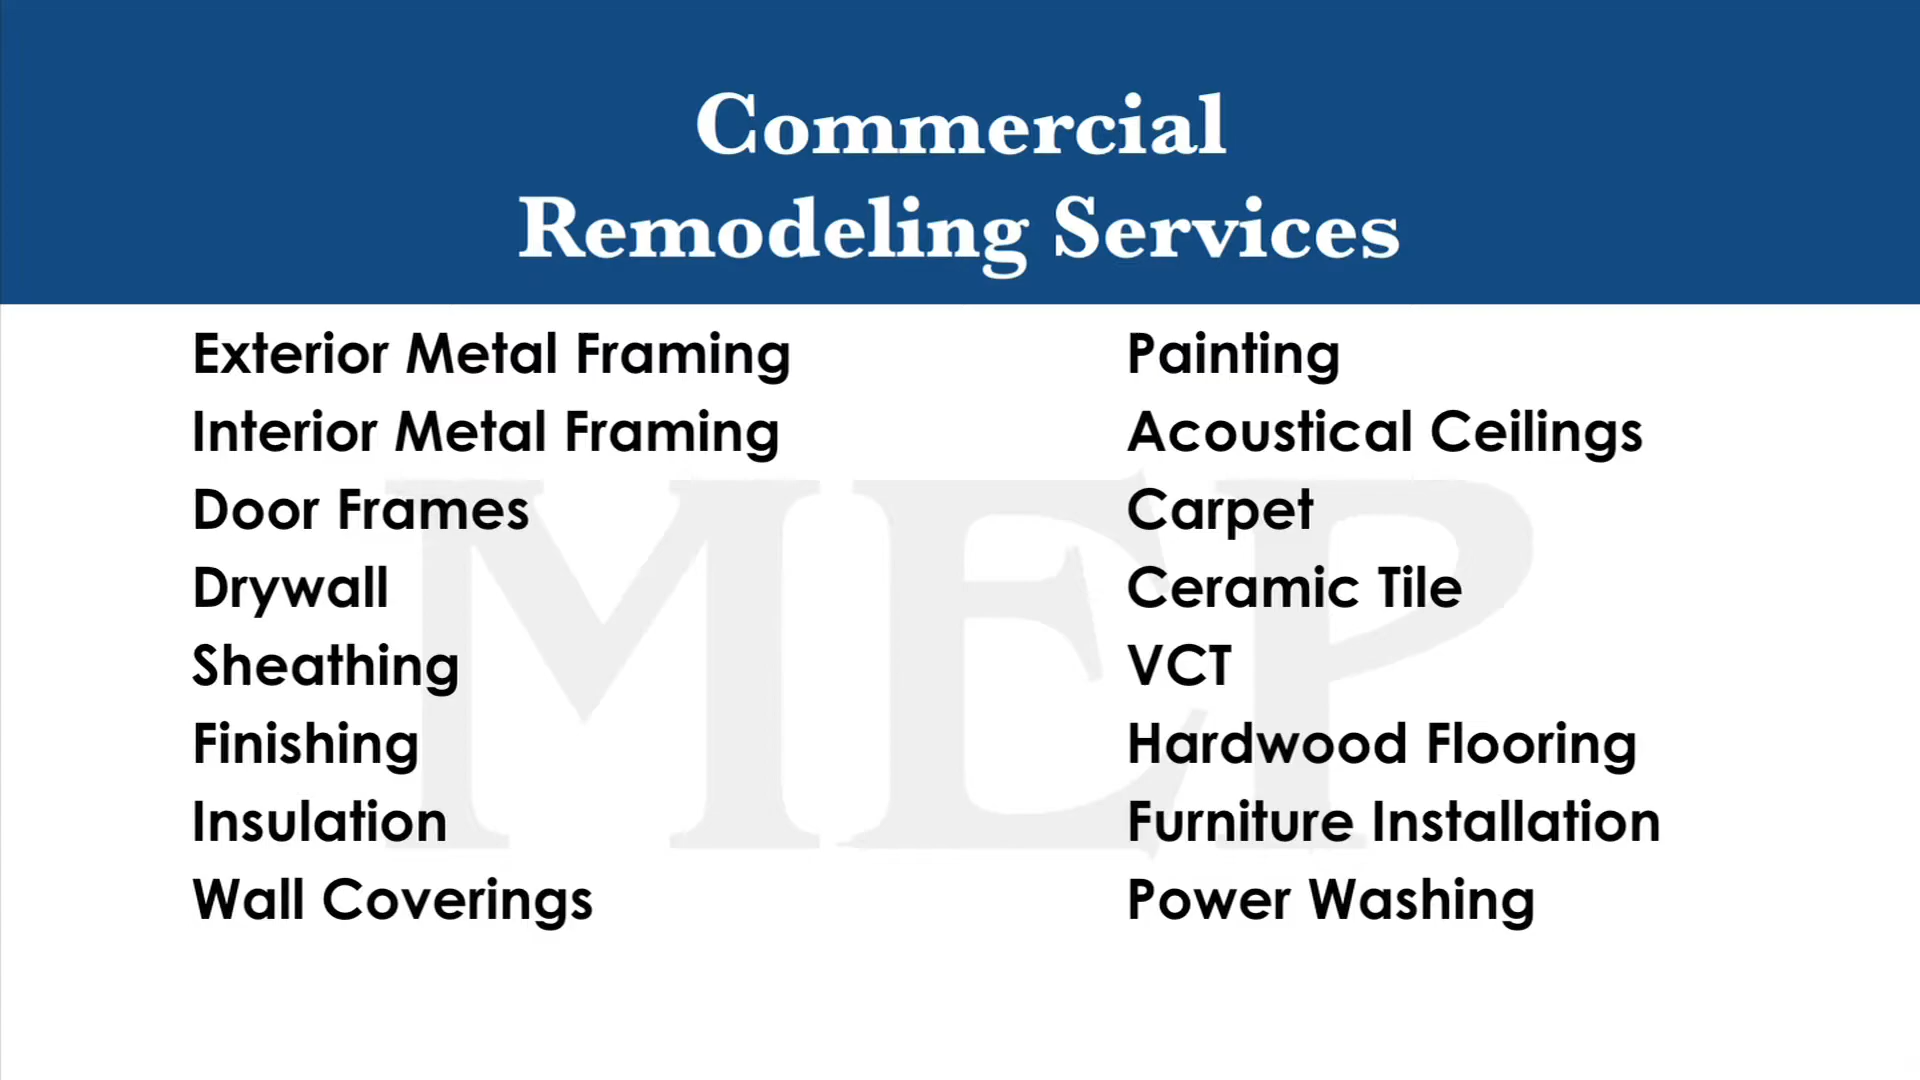 Commercial
Remodeling Services
Exterior Metal Framing
Interior Metal Framing
Door Frames
Drywall
Sheathing
Finishing
Insulation
Wall Coverings
Painting
Acoustical Ceilings
Carpet
Ceramic Tile
VCT
Hardwood Flooring
Furniture Installation
Power Washing
MEP